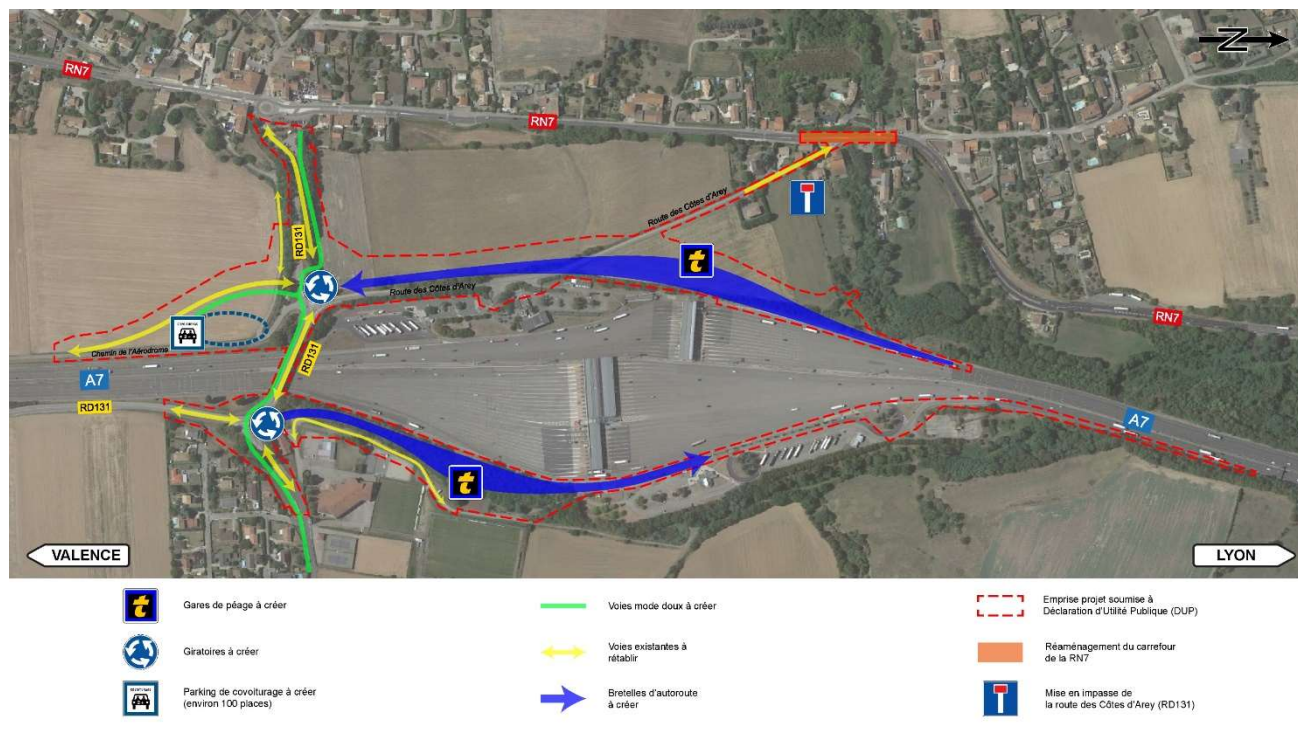 N
RN7
RN7
Route des Côtes d'Arey
RD131
Route des Côtes d'Arey
RN7
Chemin de l'Aérodrome
RD131
A7
RD131
A7
VALENCE
LYON
Gares de péage à créer
Voies mode doux à créer
Emprise projet soumise à
Déclaration d'Utilité Publique (DUP)
Giratoires à créer
Voies existantes à
rétablir
Réaménagement du carrefour
de la RN7
Parking de covoiturage à créer
(environ 100 places)
Bretelles d'autoroute
à créer
Mise en impasse de
la route des Côtes d'Arey (RD131)